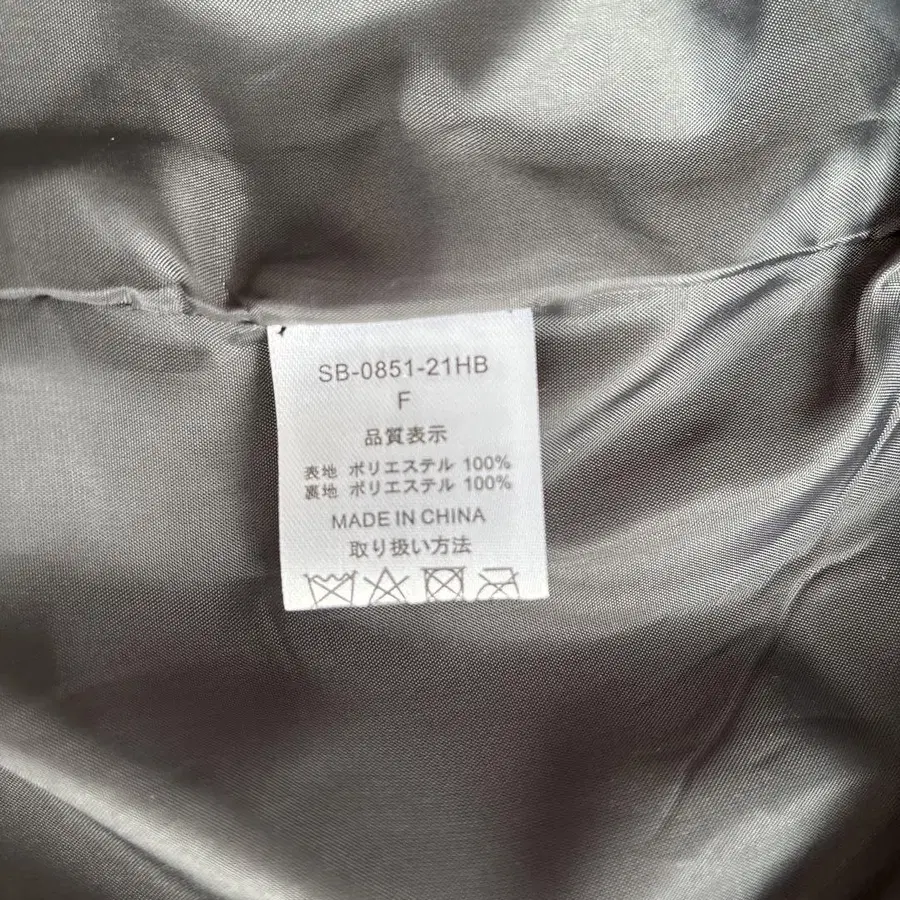 SB-0851-21HB
F
品質表示
表地 ポリエステル 100%
裏地 ポリエステル 100%
MADE IN CHINA
取り扱い方法